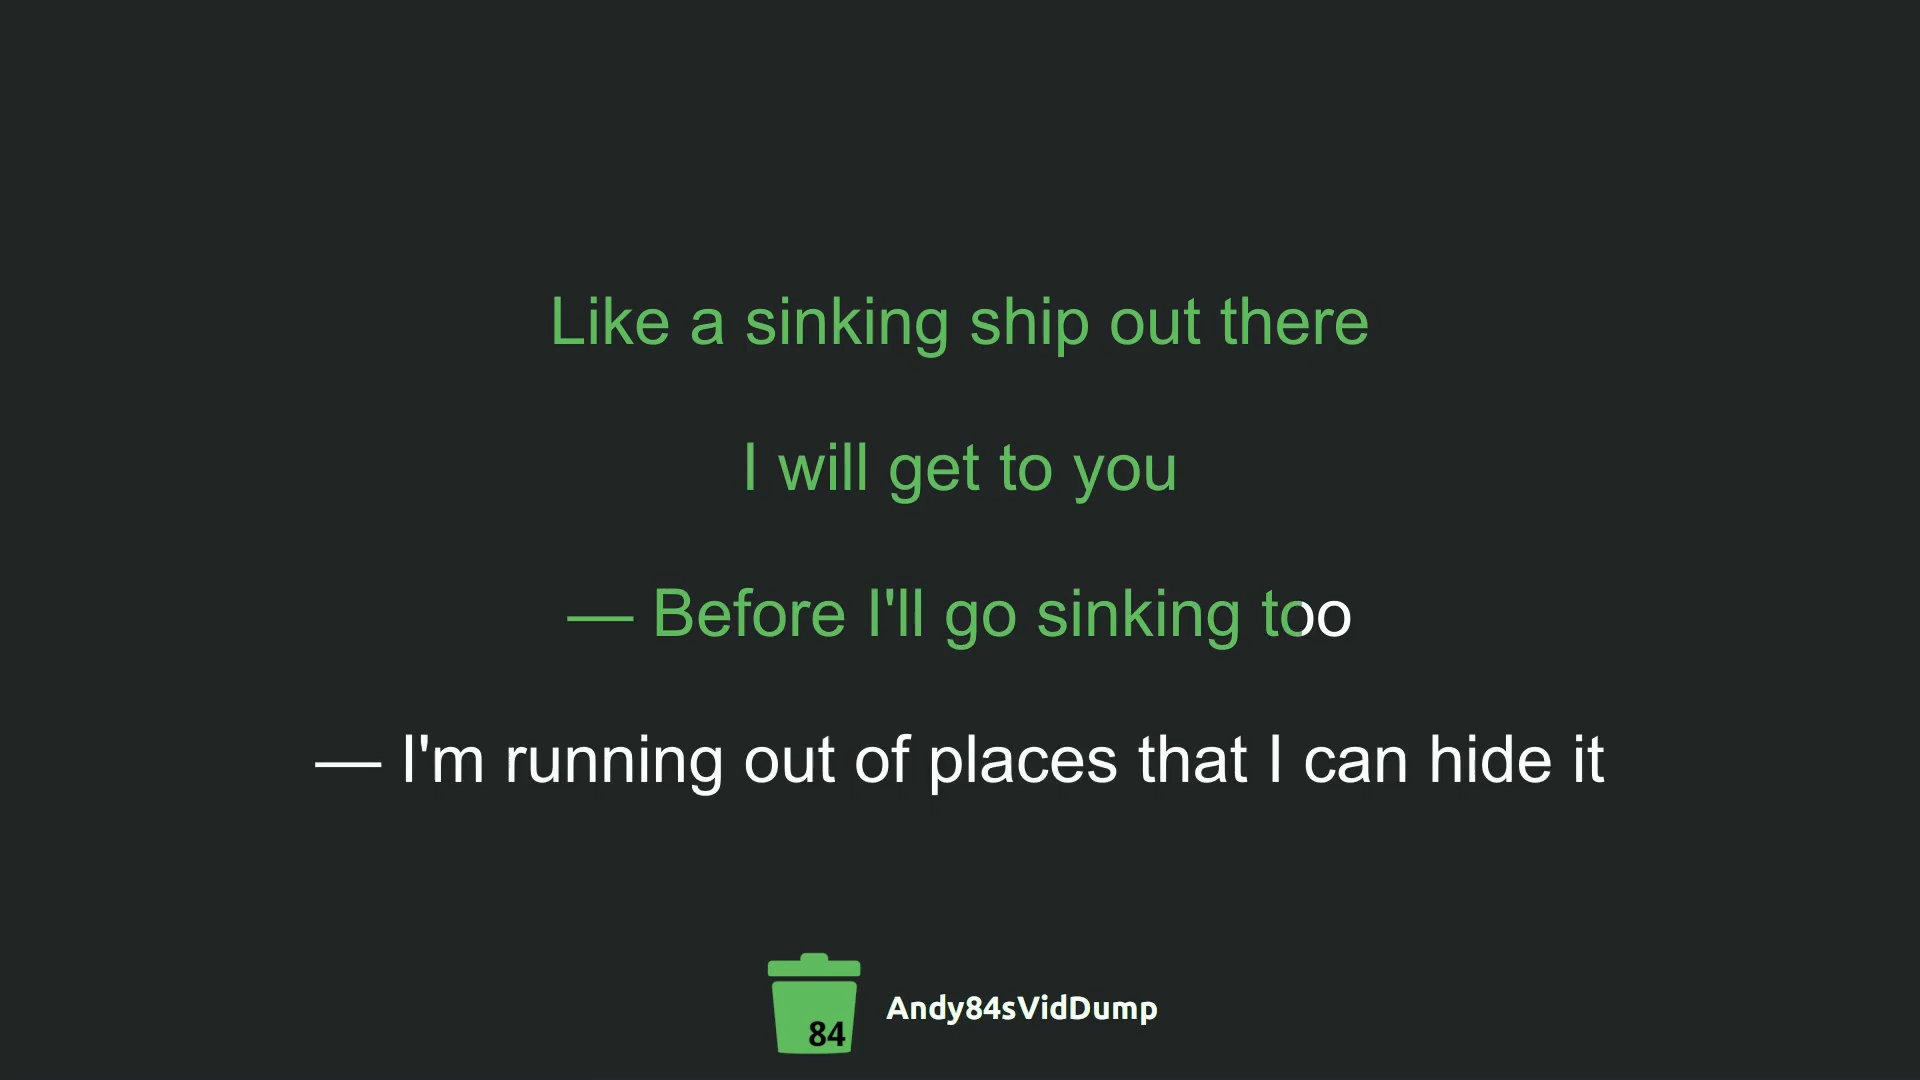 Like a sinking ship out there
I will get to you
— Before I'll go sinking too
— I'm running out of places that I can hide it
84
Andy84sVidDump